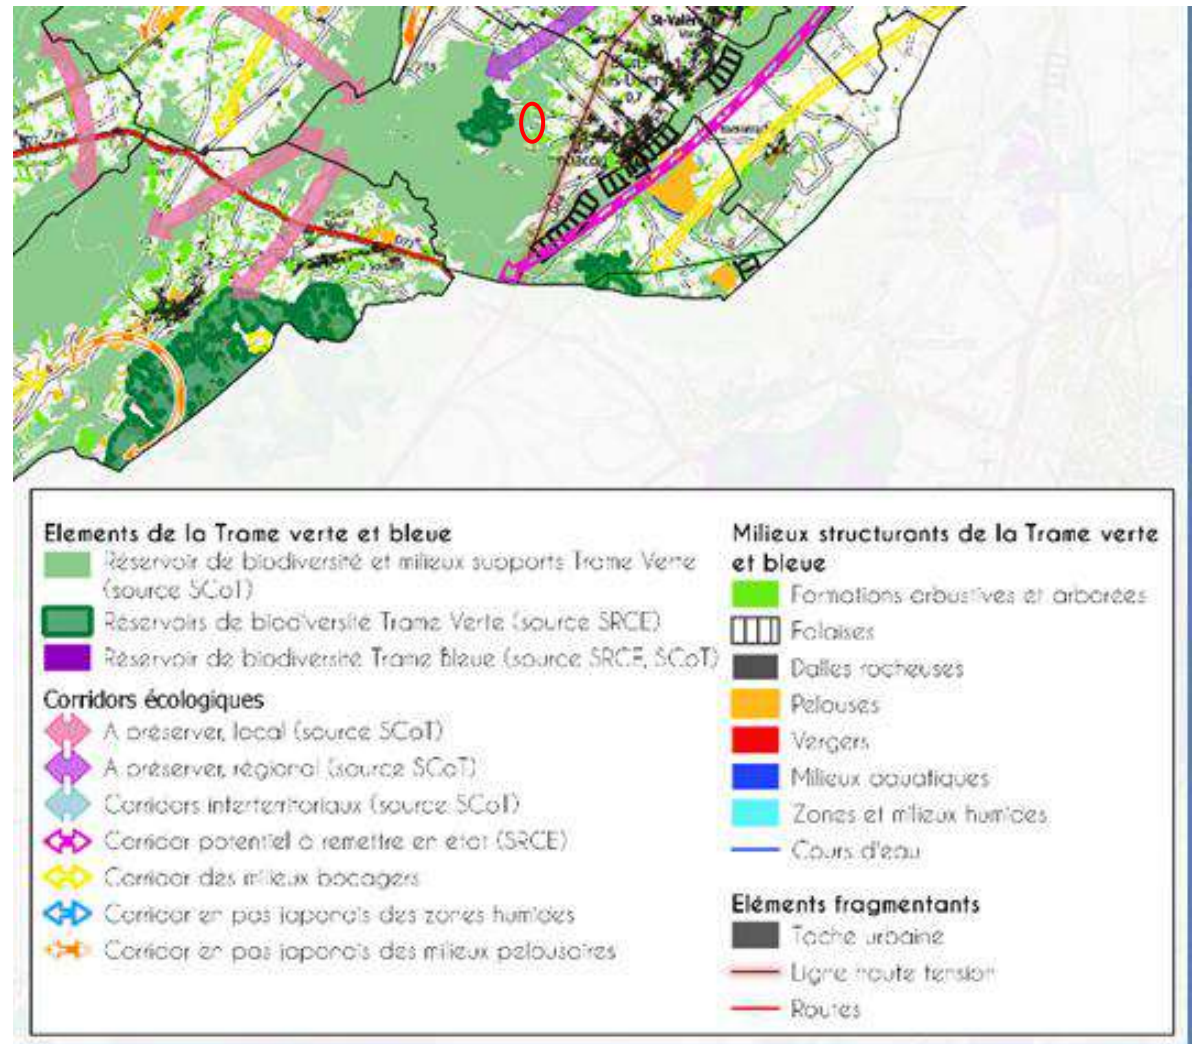 St-Valéry
Elements de la Trame verte et bleue
Réservoir de biodiversité et milieux supports Trame Verte
(source SCoT)
Réservoirs de biodiversité Trame Verte (source SRCE)
Réservoir de biodiversité Trame Bleue (source SRCE, SCoT)
Corridors écologiques
A préserver, local (source SCoT)
A préserver, régional (source SCoT)
Corridors interterritoriaux (source SCoT)
Corridor potentiel à remettre en état (SRCE)
Corridor des milieux bocagers
Corridor en pas japonais des zones humides
Corridor en pas japonais des milieux pelousaires
Milieux structurants de la Trame verte
et bleue
Formations arbustives et arborées
Falaises
Dalles rocheuses
Pelouses
Vergers
Milieux aquatiques
Zones et milieux humides
Cours d'eau
Eléments fragmentants
Tache urbaine
Ligne haute tension
Routes